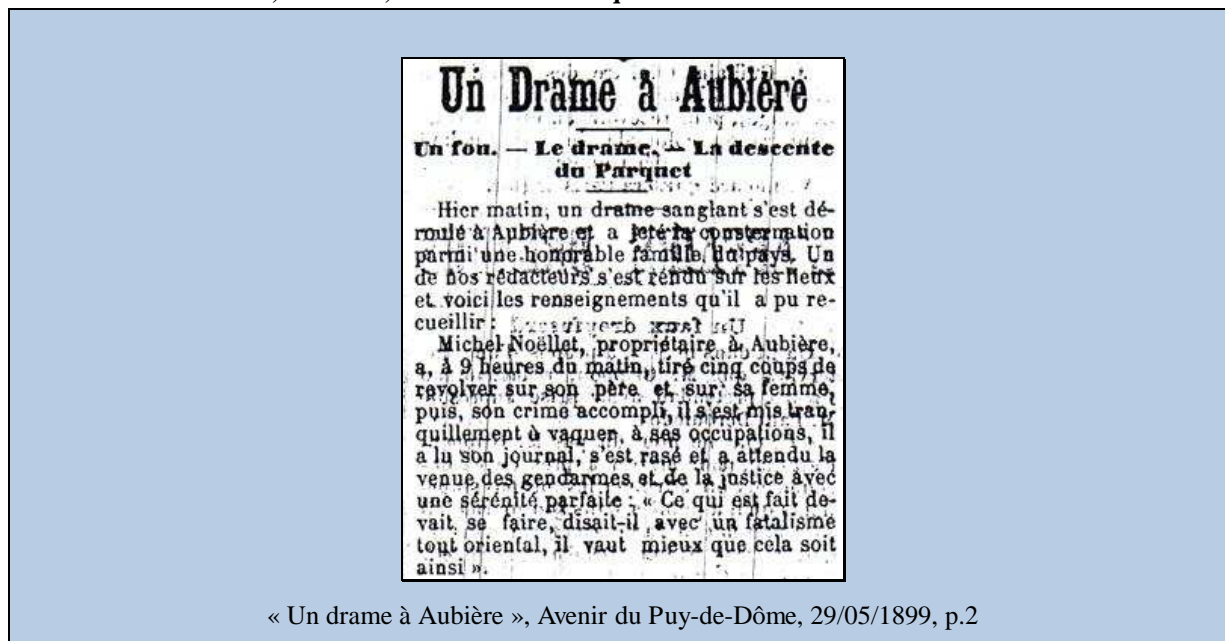 Un Drame à Aubière
Un fou. — Le drame. — La descente
du Parquet
Hier matin, un drame sanglant s'est dé-
roulé à Aubière et a jeté la consternation
parmi une honorable famille du pays. Un
de nos rédacteurs s'est rendu sur les lieux
et voici les renseignements qu'il a pu re-
cueillir :
Michel Noëllet, propriétaire à Aubière,
a, à 9 heures du matin, tiré cinq coups de
revolver sur son père et sur sa femme,
puis, son crime accompli, il s'est mis tran-
quillement à vaquer à ses occupations, il
a lu son journal, s'est rasé et a attendu la
venue des gendarmes et de la justice avec
une sérénité parfaite : « Ce qui est fait de-
vait se faire, disait-il avec un fatalisme
tout oriental, il vaut mieux que cela soit
ainsi ».
« Un drame à Aubière », Avenir du Puy-de-Dôme, 29/05/1899, p.2